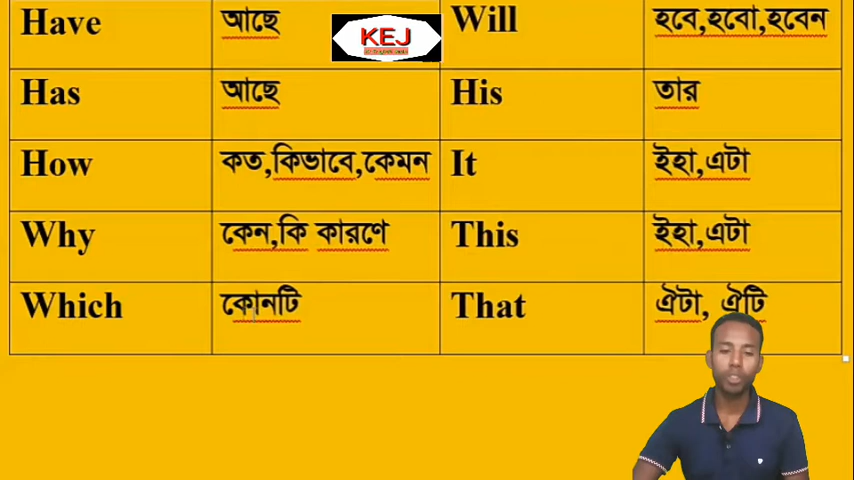 Have আছে KEJ Will হবে,হবো,হবেন
Has আছে His তার
How কত,কিভাবে,কেমন It ইহা,এটা
Why কেন,কি কারণে This ইহা,এটা
Which কোনটি That ঐটা, ঐটি